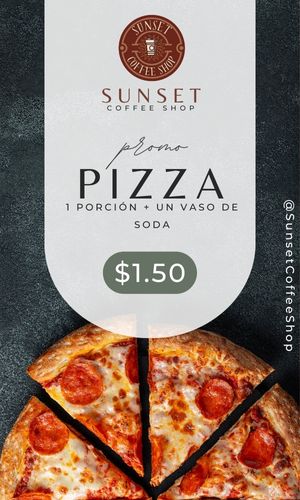 SUNSET
COFFEE SHOP
SUNSET
COFFEE SHOP
promo
PIZZA
1 PORCIÓN + UN VASO DE
SODA
$1.50
@SunsetCoffeeShop